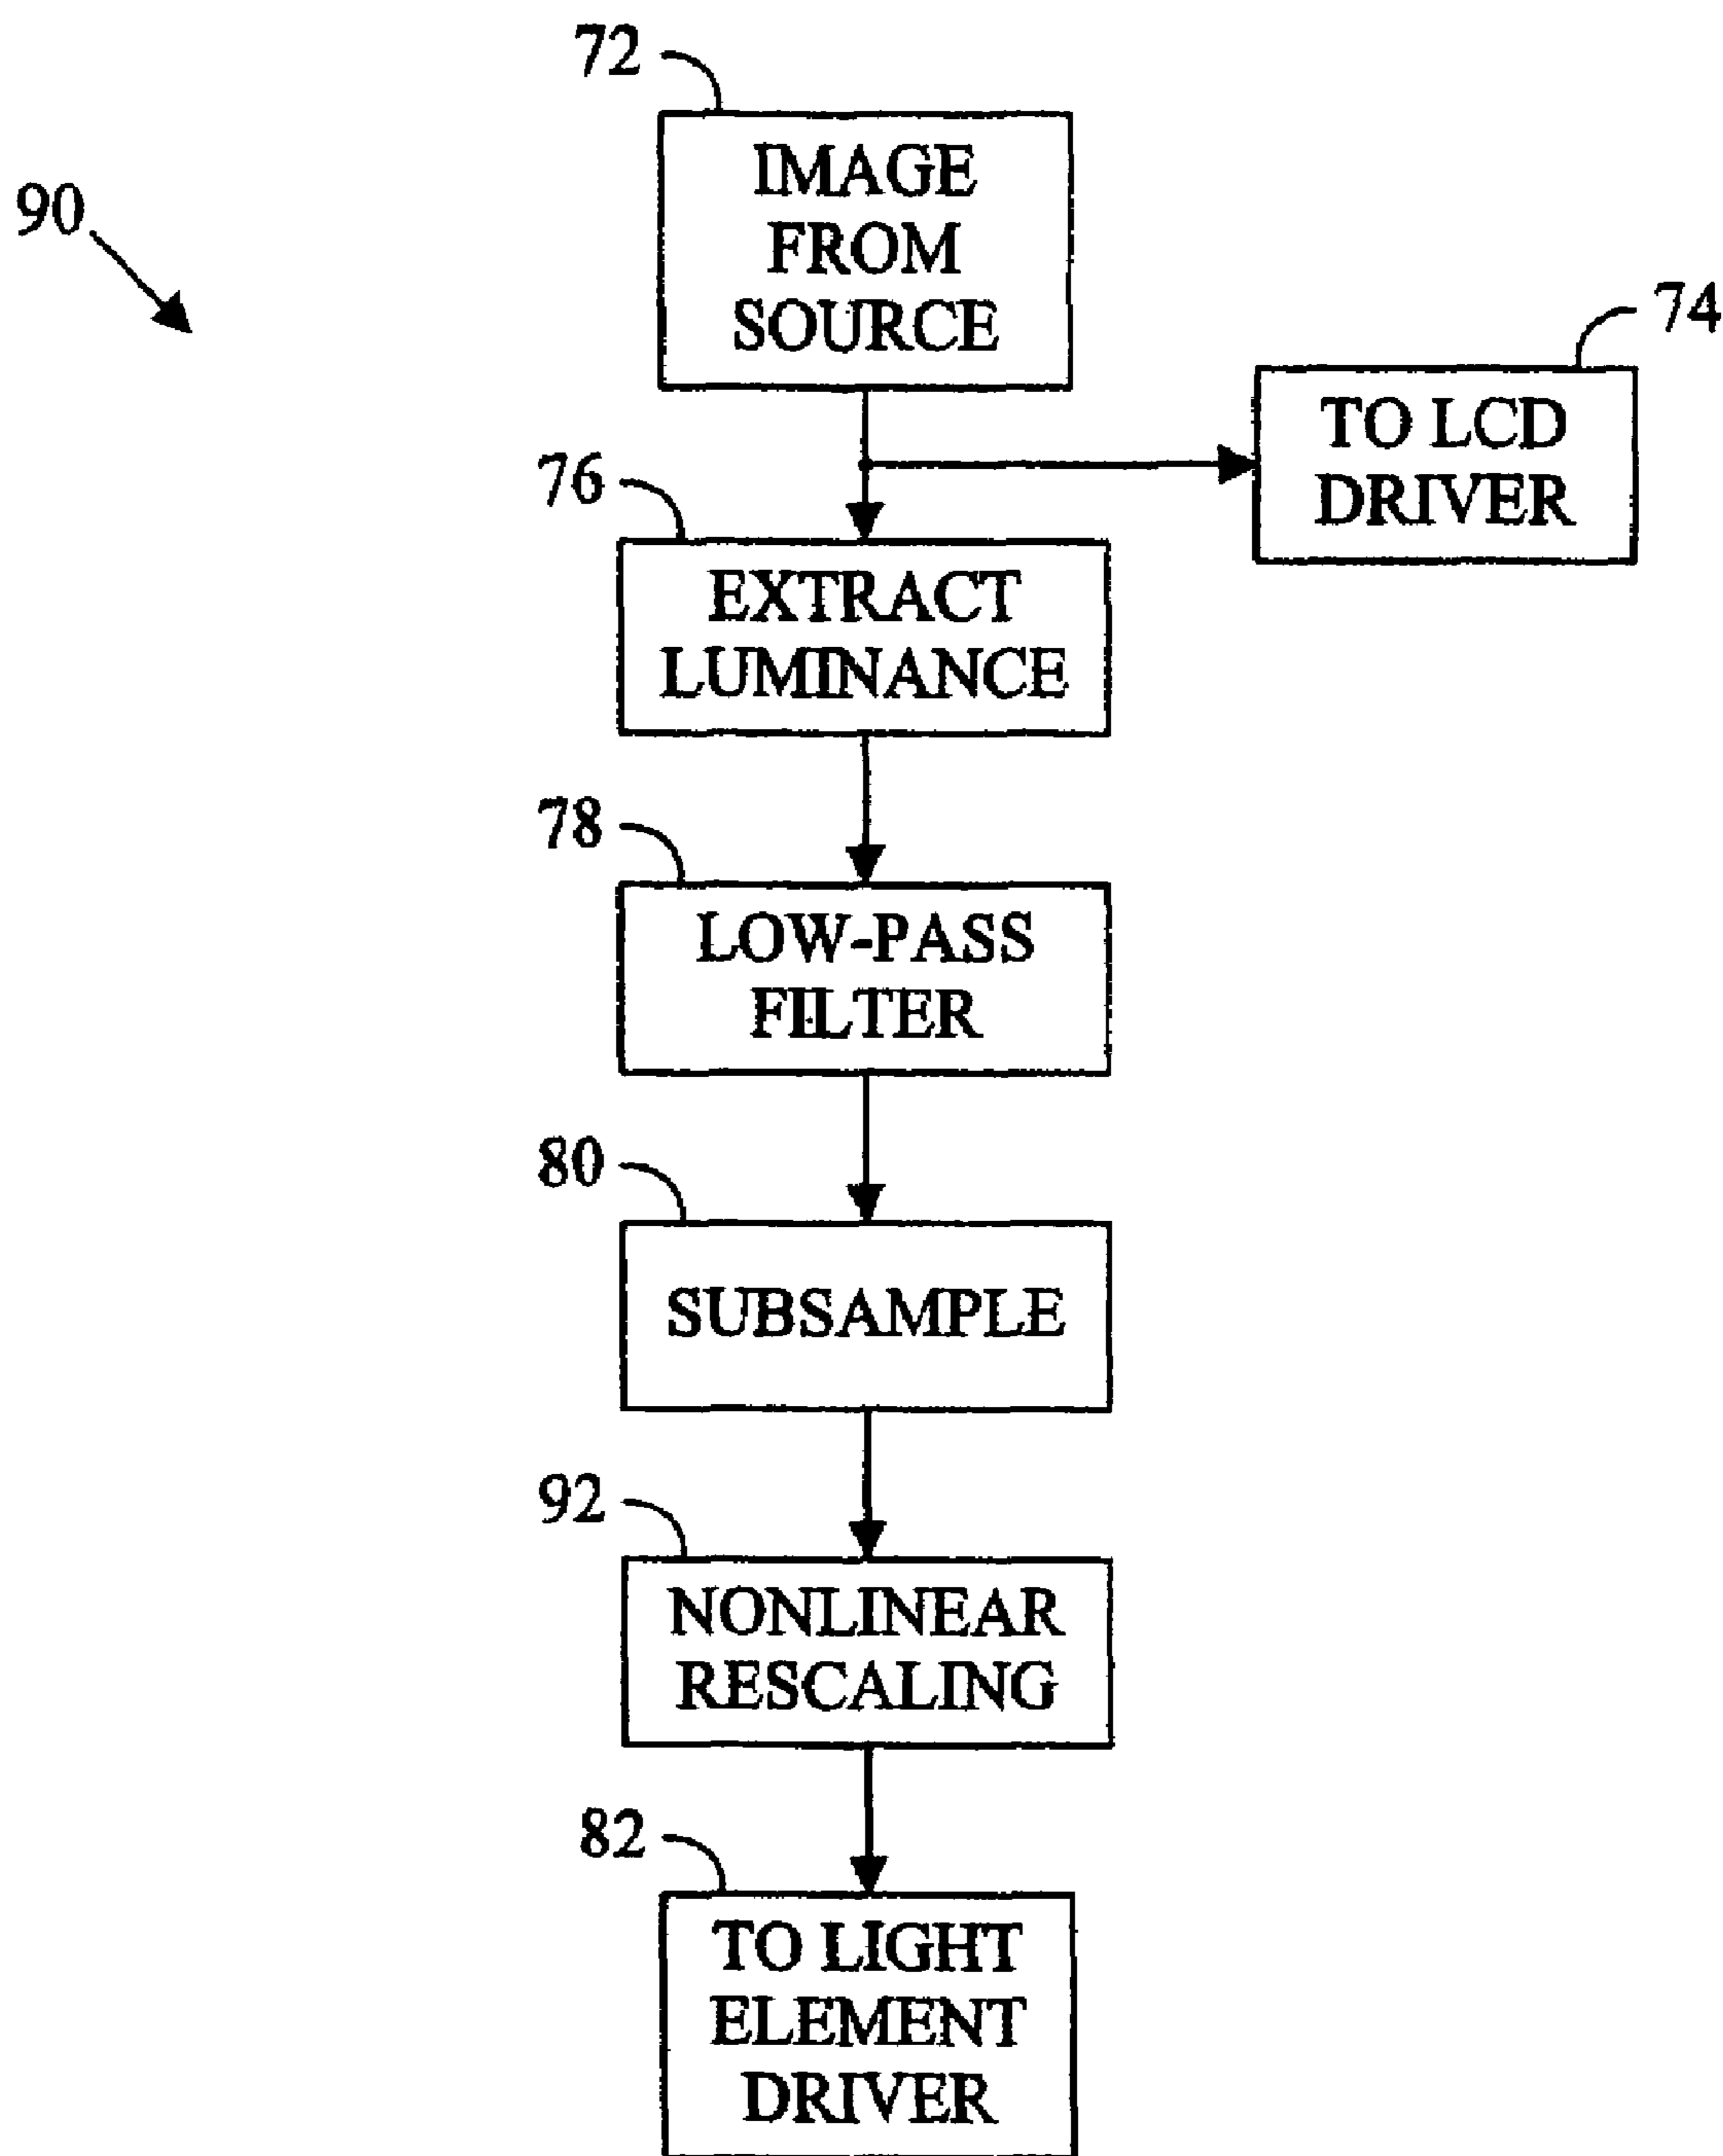 72
IMAGE
FROM
SOURCE
90
74
TO LCD
DRIVER
76
EXTRACT
LUMINANCE
78
LOW-PASS
FILTER
80
SUBSAMPLE
92
NONLINEAR
RESCALING
82
TO LIGHT
ELEMENT
DRIVER